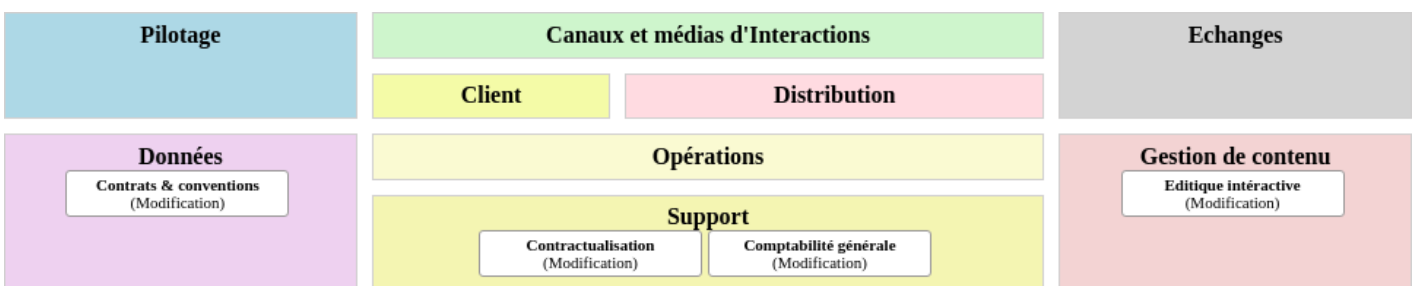 Pilotage
Canaux et médias d'Interactions
Echanges
Client
Distribution
Données
Contrats & conventions
(Modification)
Opérations
Gestion de contenu
Editique intéractive
(Modification)
Support
Contractualisation
(Modification)
Comptabilité générale
(Modification)